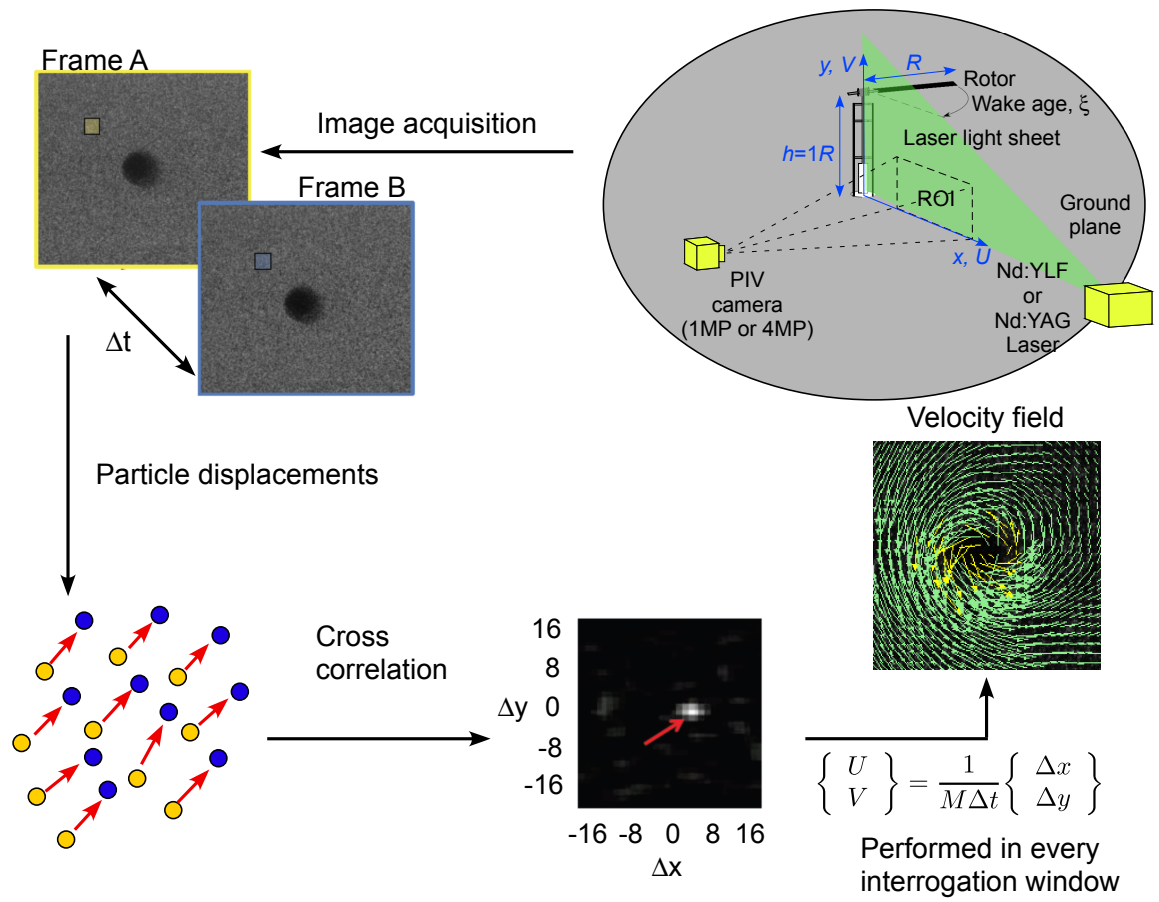 Frame A
Frame B
Δt
Image acquisition
y, V
R
Rotor
Wake age, ξ
Laser light sheet
h=1R
ROI
Ground
plane
x, U
PIV
camera
(1MP or 4MP)
Nd:YLF
or
Nd:YAG
Laser
Particle displacements
Cross
correlation
16
8
Δy 0
-8
-16
-16 -8 0 8 16
Δx
Velocity field
{ U V } = 1 / MΔt { Δx Δy }
Performed in every
interrogation window